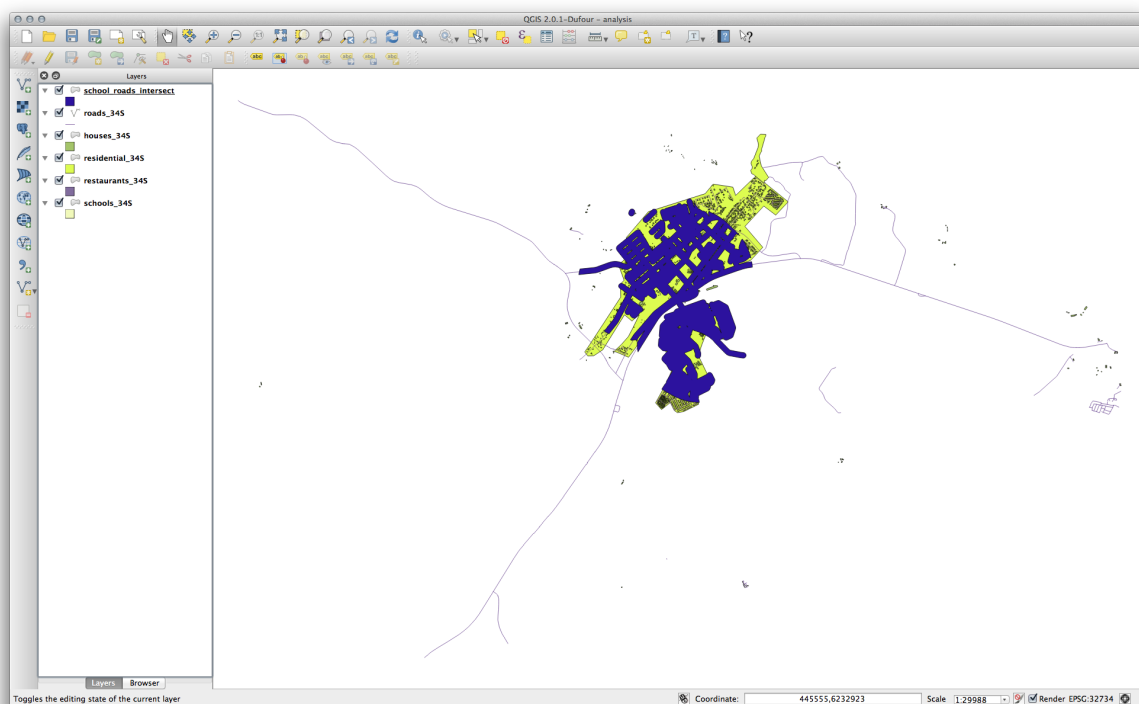 QGIS 2.0.1-Dufour - analysis
Layers
school_roads_intersect
roads_34S
houses_34S
residential_34S
restaurants_34S
schools_34S
Layers Browser
Toggles the editing state of the current layer
Coordinate: 445555,6232923 Scale 1:29988 Render EPSG:32734